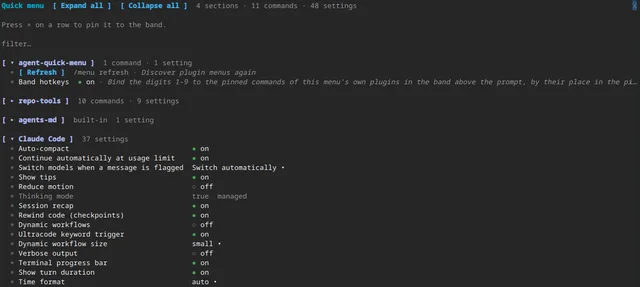 Quick menu [ Expand all ] [ Collapse all ] 4 sections · 11 commands · 48 settings
Press + on a row to pin it to the band.
filter…
[ ▾ agent-quick-menu ] 1 command · 1 setting
+ [ Refresh ] /menu refresh · Discover plugin menus again
+ Band hotkeys ● on · Bind the digits 1-9 to the pinned commands of this menu's own plugins in the band above the prompt, by their place in the pi…
[ ▸ repo-tools ] 10 commands · 9 settings
[ ▸ agents-md ] built-in 1 setting
[ ▾ Claude Code ] 37 settings
+ Auto-compact ● on
+ Continue automatically at usage limit ● on
+ Switch models when a message is flagged Switch automatically •
+ Show tips ● on
+ Reduce motion ○ off
+ Thinking mode true managed
+ Session recap ● on
+ Rewind code (checkpoints) ● on
+ Dynamic workflows ○ off
+ Ultracode keyword trigger ● on
+ Dynamic workflow size small •
+ Verbose output ○ off
+ Terminal progress bar ● on
+ Show turn duration ● on
+ Time format auto •